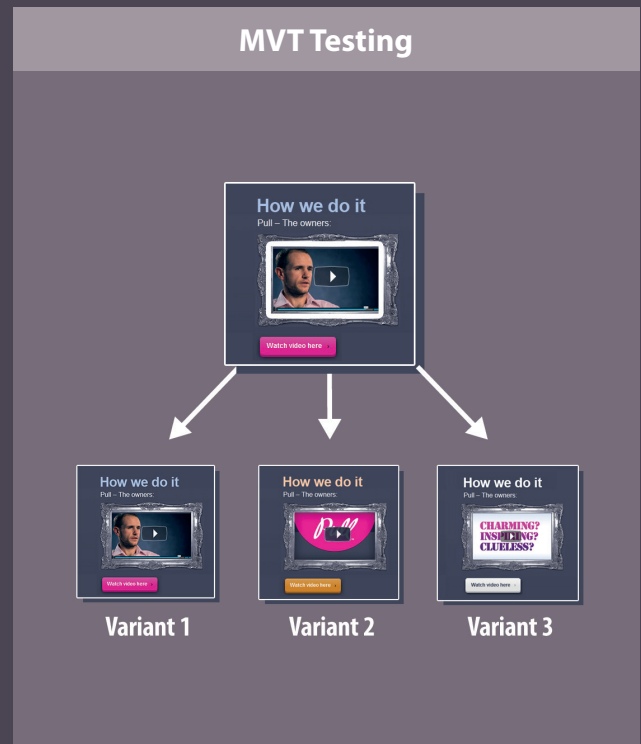 MVT Testing
How we do it
Pull – The owners:
Watch video here >
How we do it
Pull – The owners:
Watch video here >
Variant 1
How we do it
Pull – The owners:
Pull
Watch video here >
Variant 2
How we do it
Pull – The owners:
CHARMING?
INSPIRING?
CLUELESS?
Watch video here >
Variant 3